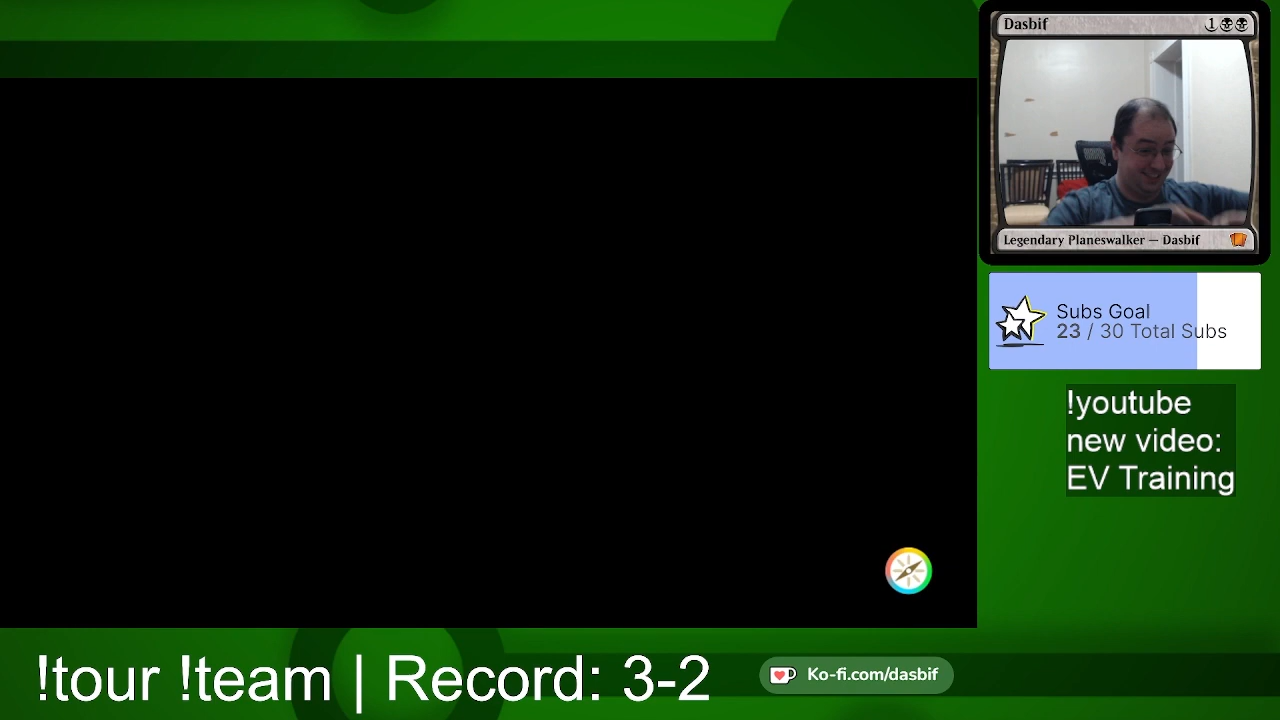 Dasbif
1
Legendary Planeswalker — Dasbif
Subs Goal
23 / 30 Total Subs
!youtube
new video:
EV Training
!tour !team | Record: 3-2
Ko-fi.com/dasbif